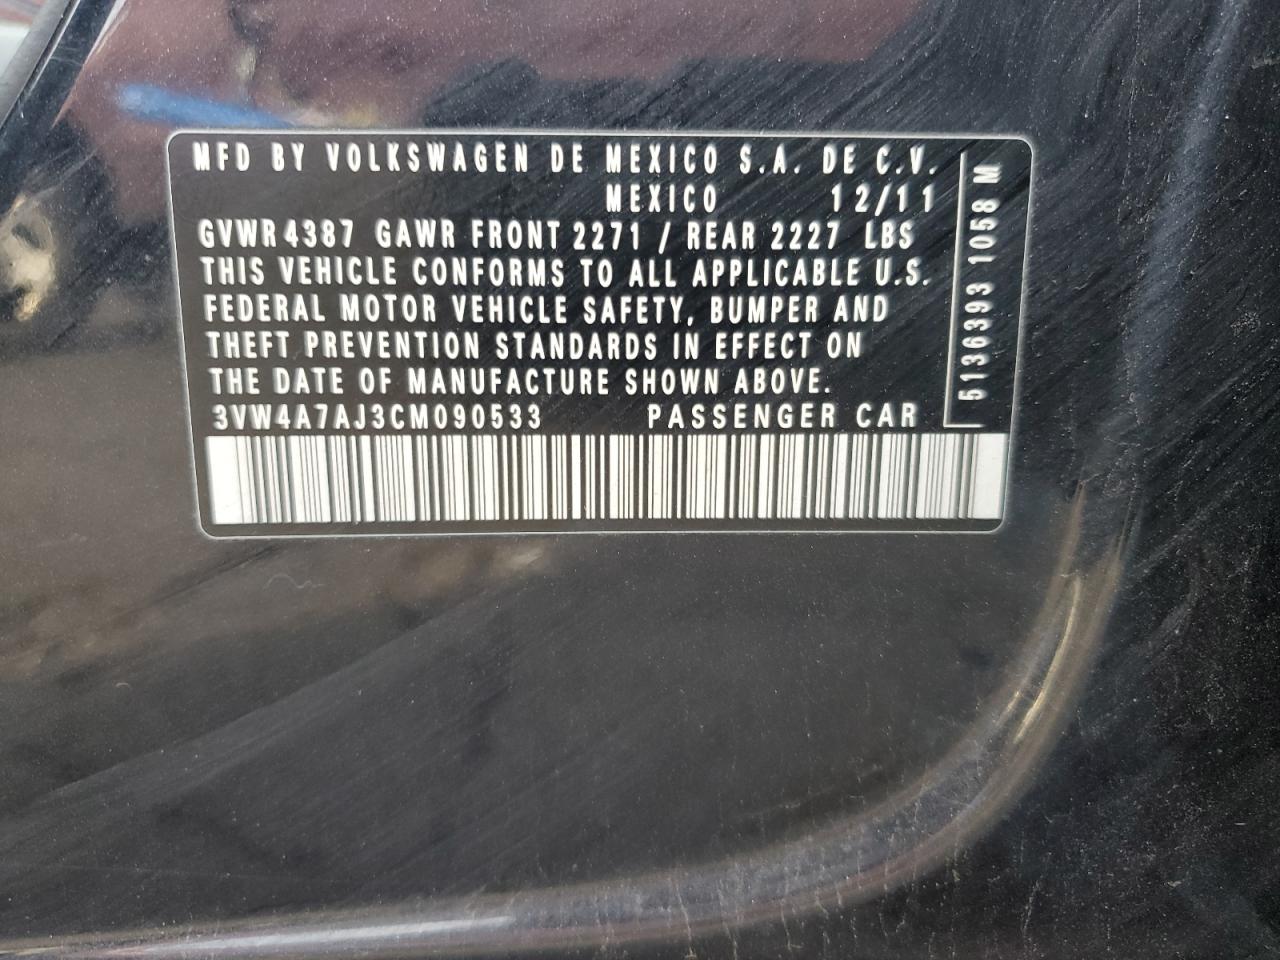 MFD BY VOLKSWAGEN DE MEXICO S.A. DE C.V.
MEXICO 12/11
GVWR 4387 GAWR FRONT 2271 / REAR 2227 LBS
THIS VEHICLE CONFORMS TO ALL APPLICABLE U.S.
FEDERAL MOTOR VEHICLE SAFETY, BUMPER AND
THEFT PREVENTION STANDARDS IN EFFECT ON
THE DATE OF MANUFACTURE SHOWN ABOVE.
3VW4A7AJ3CM090533 PASSENGER CAR
5136393 1058 M